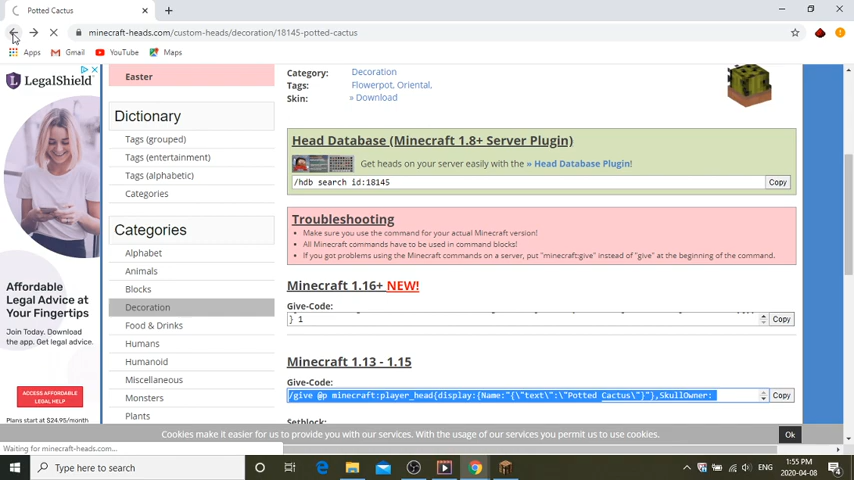 Potted Cactus
minecraft-heads.com/custom-heads/decoration/18145-potted-cactus
Apps
Gmail
YouTube
Maps
LegalShield
Affordable
Legal Advice at
Your Fingertips
Join Today. Download
the app. Get legal access.
ACCESS AFFORDABLE
LEGAL HELP
Plans start at $24.95/month
Easter
Dictionary
Tags (grouped)
Tags (entertainment)
Tags (alphabetic)
Categories
Categories
Alphabet
Animals
Blocks
Decoration
Food & Drinks
Humans
Humanoid
Miscellaneous
Monsters
Plants
Category: Decoration
Tags: Flowerpot, Oriental,
Skin: » Download
Head Database (Minecraft 1.8+ Server Plugin)
Get heads on your server easily with the » Head Database Plugin!
/hdb search id:18145
Copy
Troubleshooting
• Make sure you use the command for your actual Minecraft version!
• All Minecraft commands have to be used in command blocks!
• If you got problems using the Minecraft commands on a server, put "minecraft:give" instead of "give" at the beginning of the command.
Minecraft 1.16+ NEW!
Give-Code:
} 1
Copy
Minecraft 1.13 - 1.15
Give-Code:
/give @p minecraft:player_head{display:{Name:"{\"text\":\"Potted Cactus\"}"},SkullOwner:
Copy
Setblock:
Cookies make it easier for us to provide you with our services. With the usage of our services you permit us to use cookies.
Ok
Waiting for minecraft-heads.com...
Type here to search
ENG
1:55 PM
2020-04-08
4